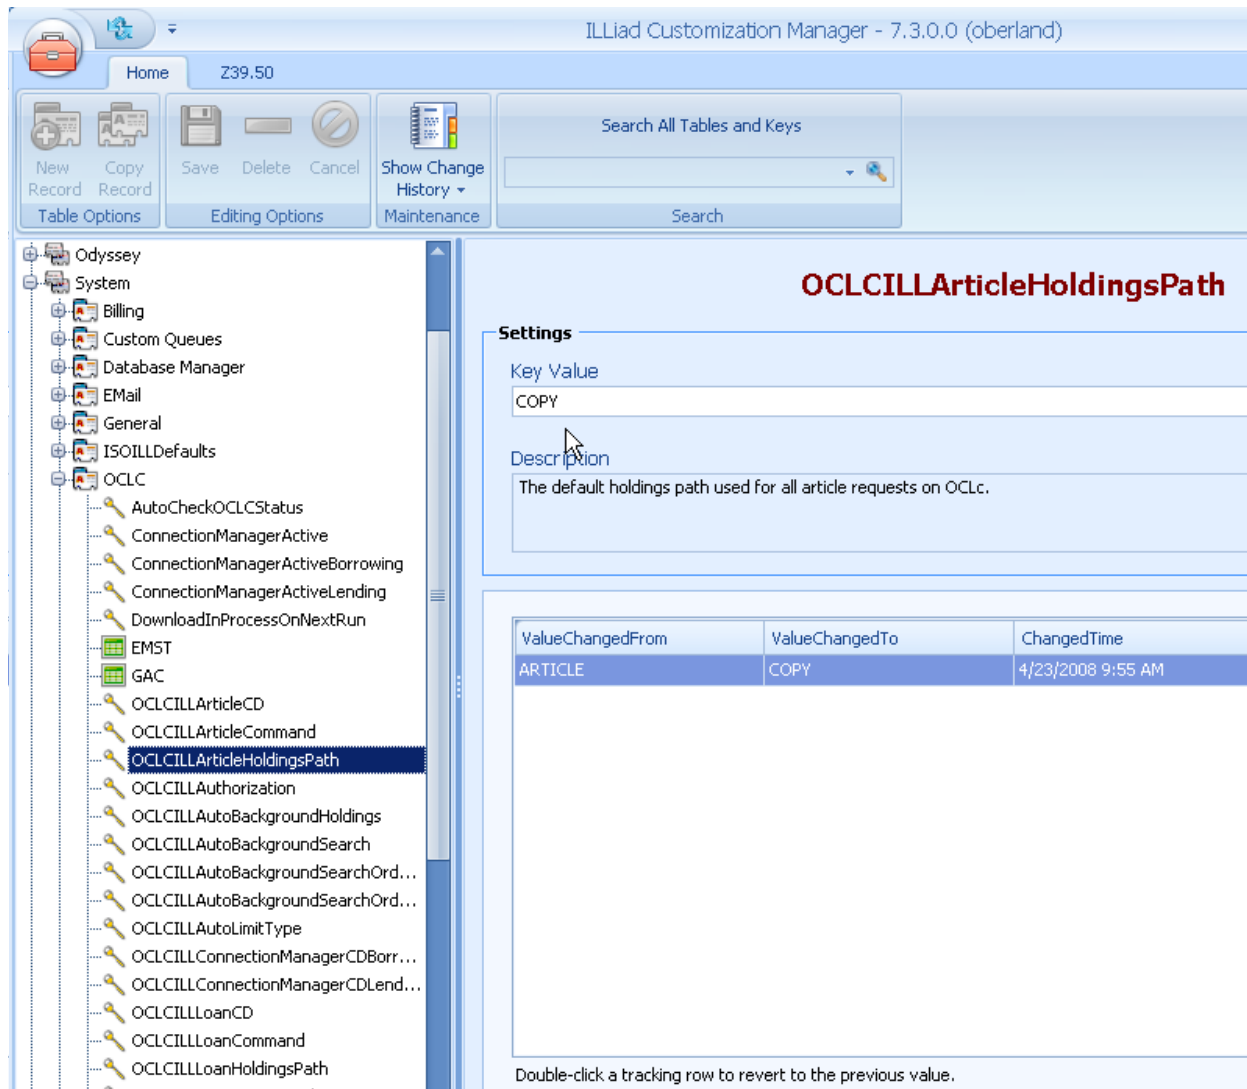 ILLiad Customization Manager - 7.3.0.0 (oberland)
Home Z39.50
New Record Copy Record Save Delete Cancel Show Change History
Search All Tables and Keys
Table Options Editing Options Maintenance Search
Odyssey
System
Billing
Custom Queues
Database Manager
EMail
General
ISOILLDefaults
OCLC
AutoCheckOCLCStatus
ConnectionManagerActive
ConnectionManagerActiveBorrowing
ConnectionManagerActiveLending
DownloadInProcessOnNextRun
EMST
GAC
OCLCILLArticleCD
OCLCILLArticleCommand
OCLCILLArticleHoldingsPath
OCLCILLAuthorization
OCLCILLAutoBackgroundHoldings
OCLCILLAutoBackgroundSearch
OCLCILLAutoBackgroundSearchOrd...
OCLCILLAutoBackgroundSearchOrd...
OCLCILLAutoLimitType
OCLCILLConnectionManagerCDBorr...
OCLCILLConnectionManagerCDLend...
OCLCILLLoanCD
OCLCILLLoanCommand
OCLCILLLoanHoldingsPath
OCLCILLArticleHoldingsPath
Settings
Key Value
COPY
Description
The default holdings path used for all article requests on OCLc.
ValueChangedFrom ValueChangedTo ChangedTime
ARTICLE COPY 4/23/2008 9:55 AM
Double-click a tracking row to revert to the previous value.